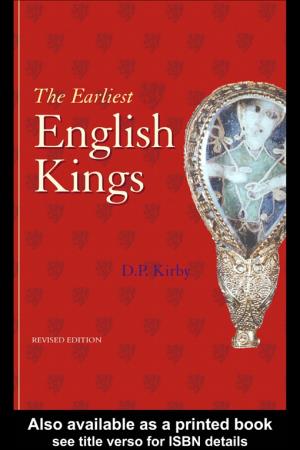 The Earliest
English
Kings
D.P. Kirby
REVISED EDITION
Also available as a printed book
see title verso for ISBN details